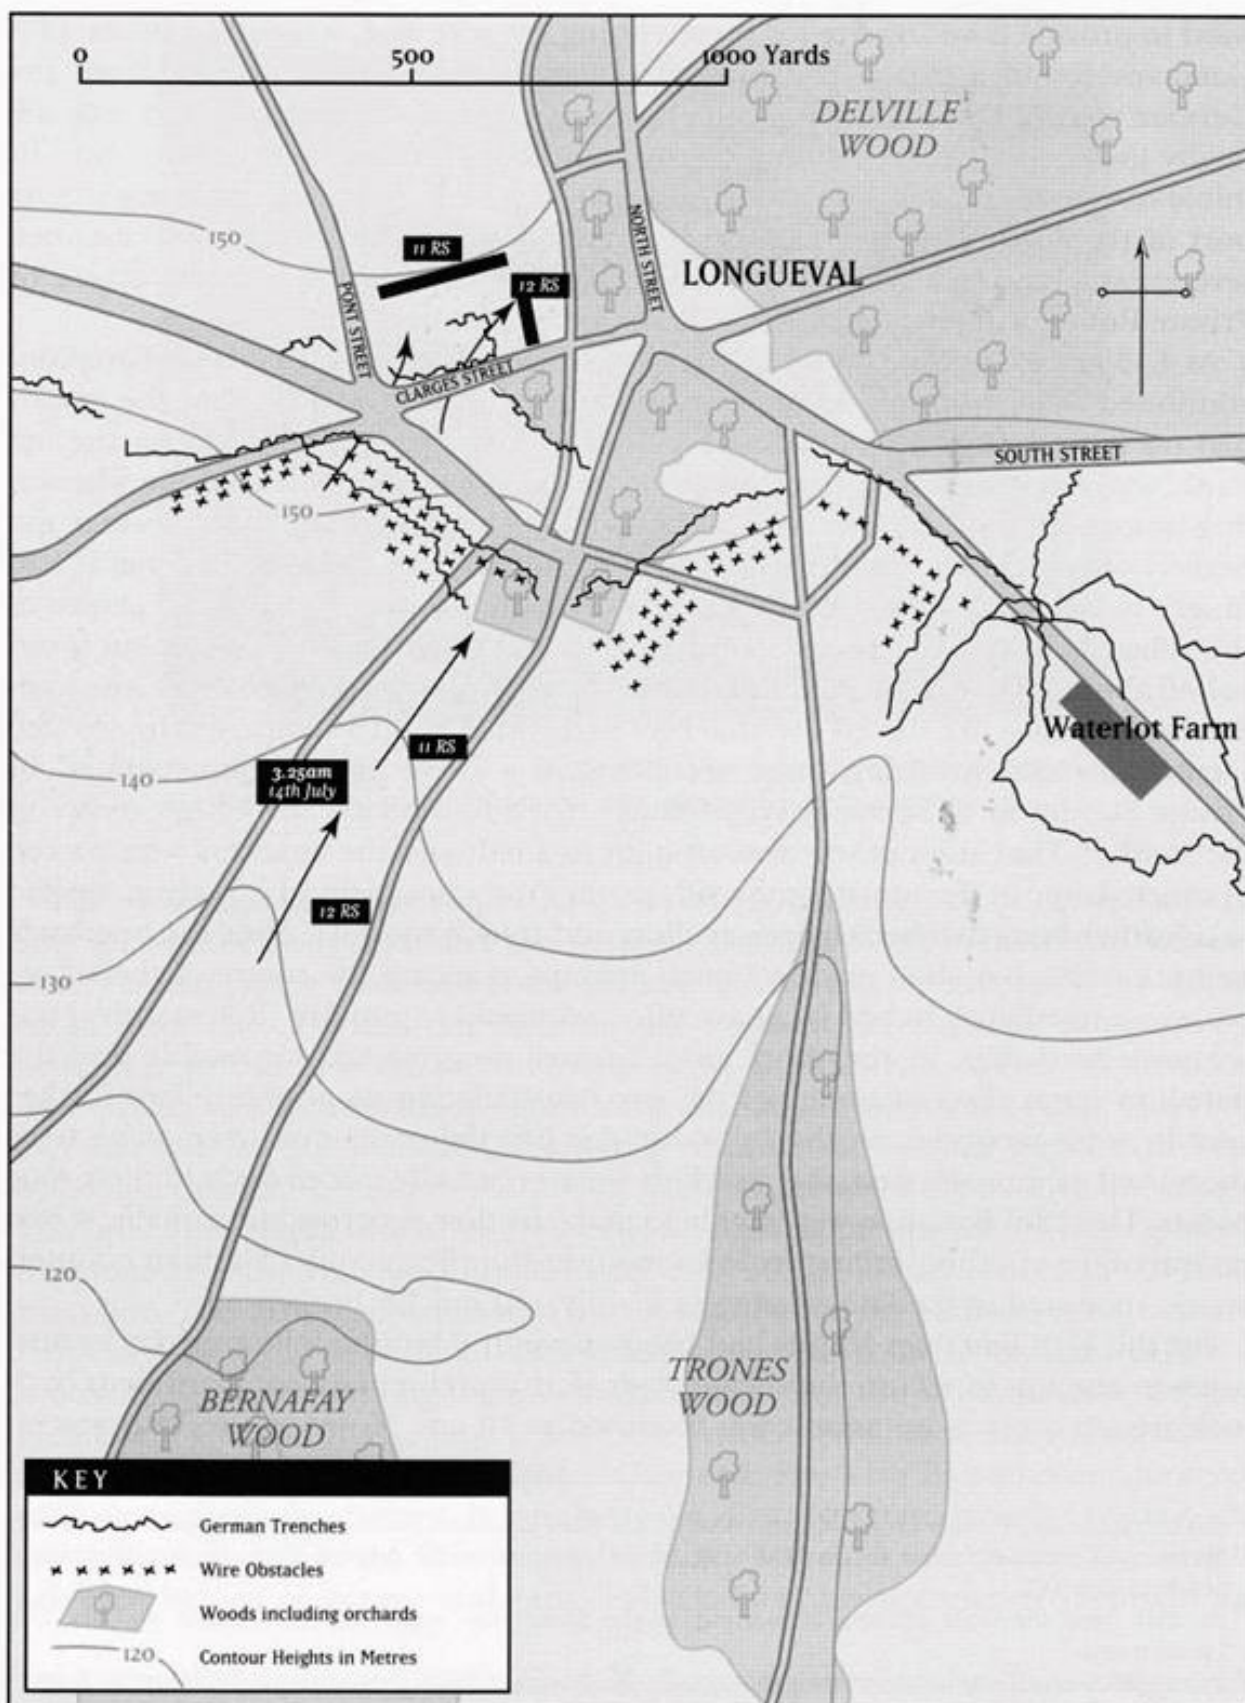 0 500 1000 Yards
DELVILLE
WOOD
150
11 RS
12 RS
NORTH STREET
LONGUEVAL
PONT STREET
CLARGES STREET
SOUTH STREET
150
Waterlot Farm
11 RS
140
3.25am
14th July
12 RS
130
120
TRONES
WOOD
BERNAFAY
WOOD
KEY
German Trenches
Wire Obstacles
Woods including orchards
120
Contour Heights in Metres